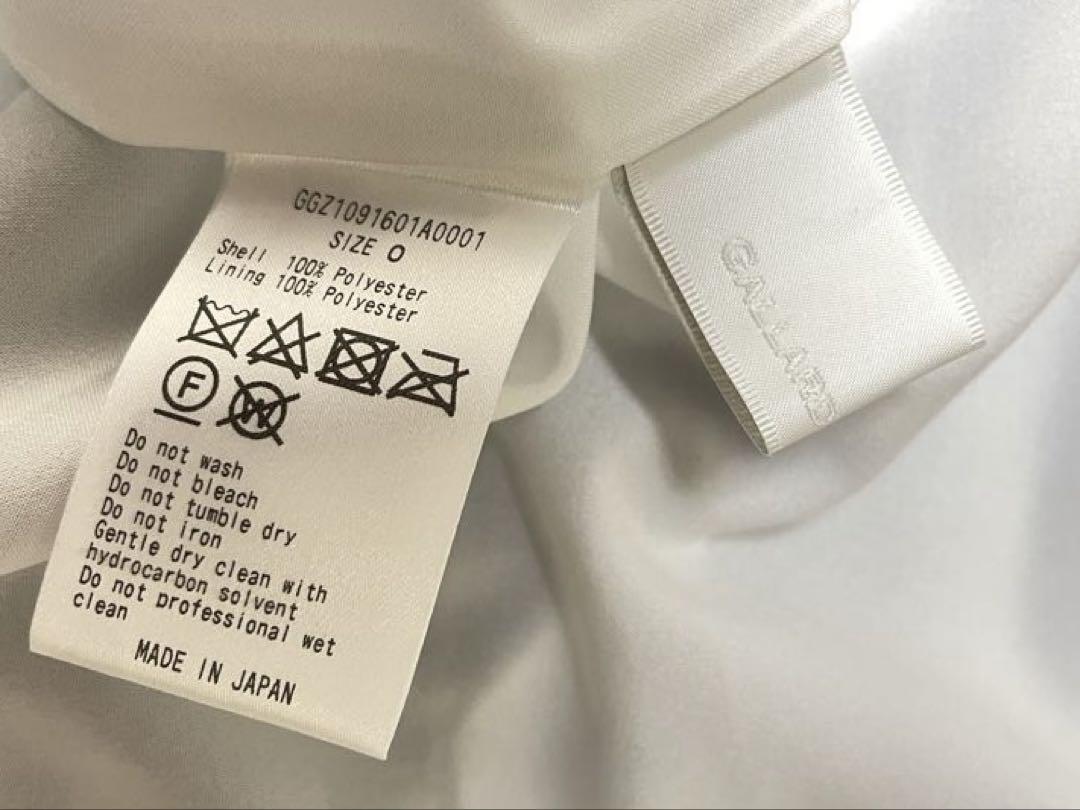 GGZ1091601A0001
SIZE 0
Shell 100% Polyester
Lining 100% Polyester
F
W
Do not wash
Do not bleach
Do not tumble dry
Do not iron
Gentle dry clean with
hydrocarbon solvent
Do not professional wet
clean
MADE IN JAPAN
GALLARD